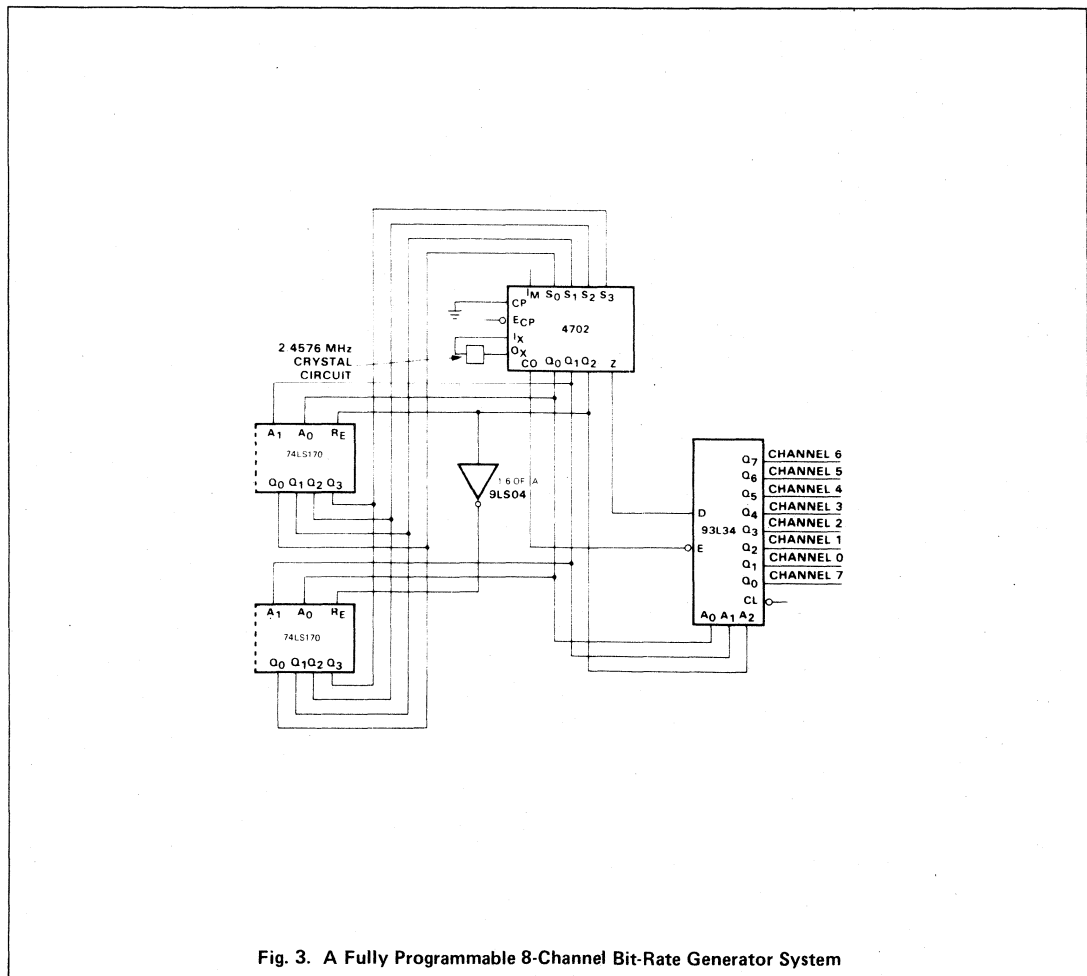 IM S0 S1 S2 S3
CP
ECP
4702
IX
OX
CO Q0 Q1 Q2 Z
2.4576 MHz
CRYSTAL
CIRCUIT
A1 A0 RE
74LS170
Q0 Q1 Q2 Q3
1 6 OF A
9LS04
A1 A0 RE
74LS170
Q0 Q1 Q2 Q3
Q7 CHANNEL 6
Q6 CHANNEL 5
Q5 CHANNEL 4
D Q4 CHANNEL 3
93L34 Q3 CHANNEL 2
E Q2 CHANNEL 1
Q1 CHANNEL 0
Q0 CHANNEL 7
CL
A0 A1 A2
Fig. 3. A Fully Programmable 8-Channel Bit-Rate Generator System